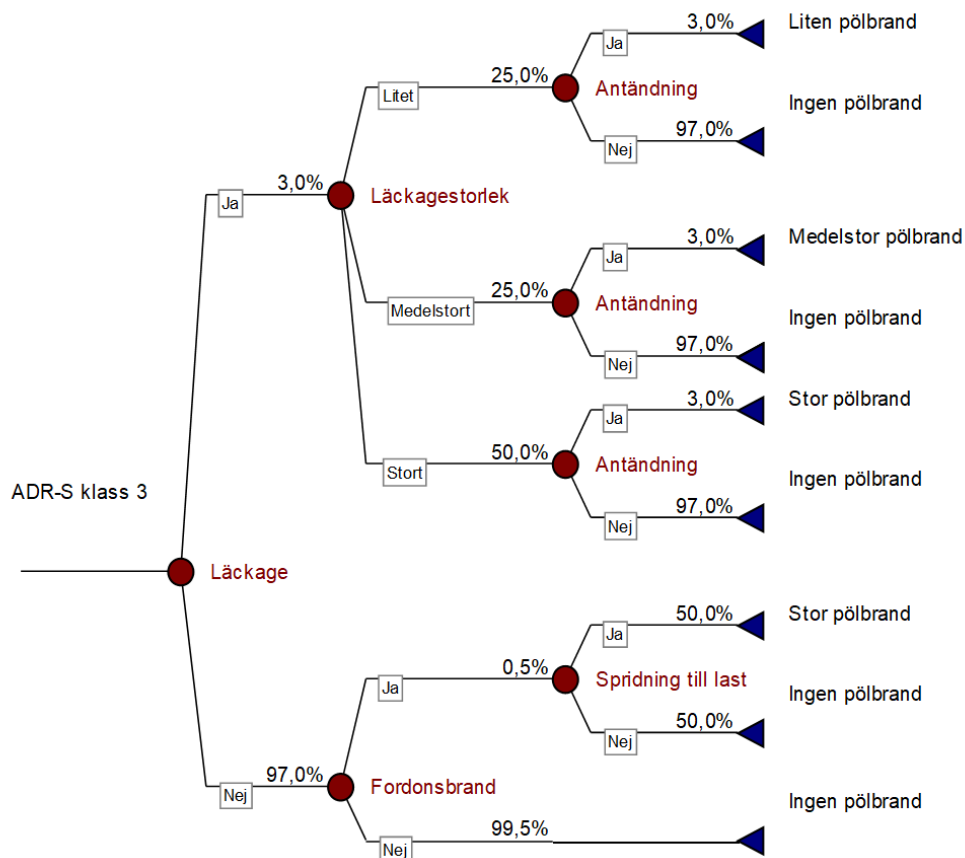 3,0%
Liten pölbrand
Ja
25,0%
Litet
Antändning
Ingen pölbrand
97,0%
Nej
3,0%
Ja
Läckagestorlek
3,0%
Medelstor pölbrand
Ja
25,0%
Medelstort
Antändning
Ingen pölbrand
97,0%
Nej
3,0%
Stor pölbrand
Ja
50,0%
Stort
Antändning
Ingen pölbrand
97,0%
Nej
ADR-S klass 3
Läckage
50,0%
Stor pölbrand
Ja
0,5%
Ja
Spridning till last
Ingen pölbrand
50,0%
Nej
97,0%
Nej
Fordonsbrand
Ingen pölbrand
99,5%
Nej